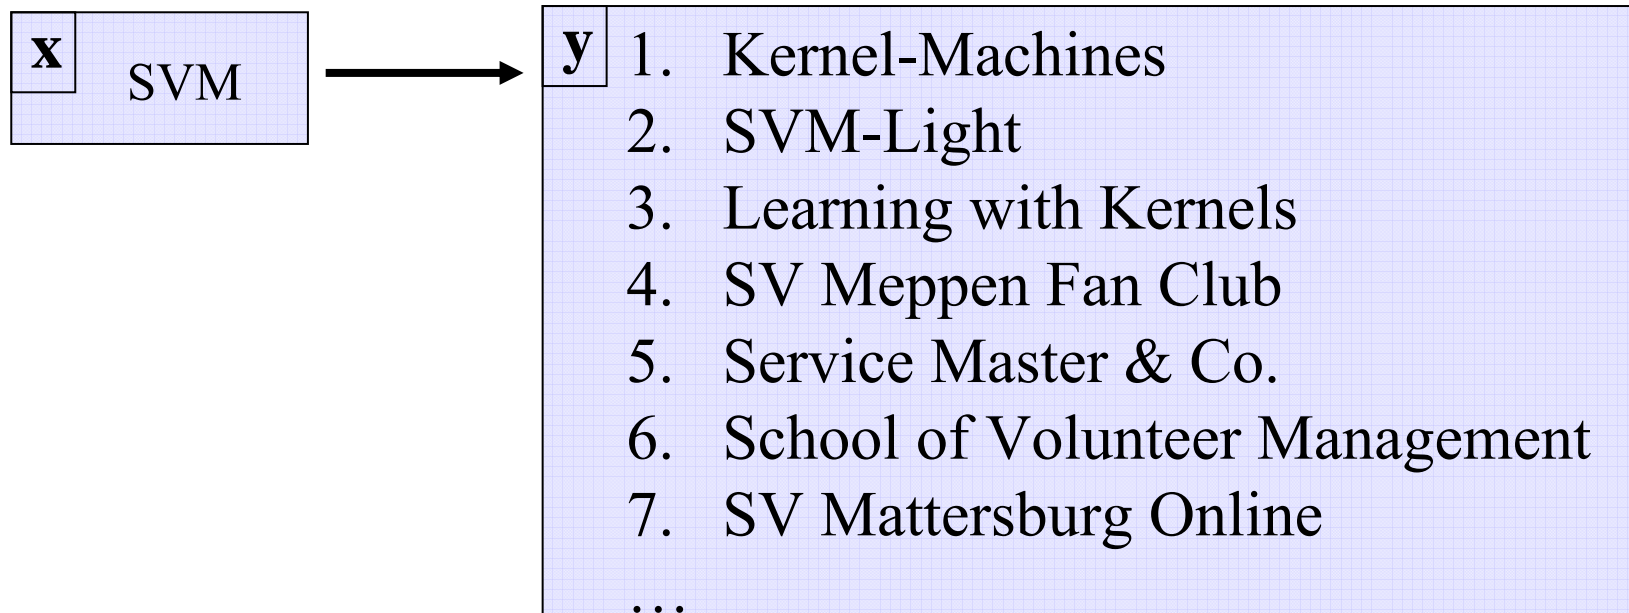 x
SVM
y
1. Kernel-Machines
2. SVM-Light
3. Learning with Kernels
4. SV Meppen Fan Club
5. Service Master & Co.
6. School of Volunteer Management
7. SV Mattersburg Online
…